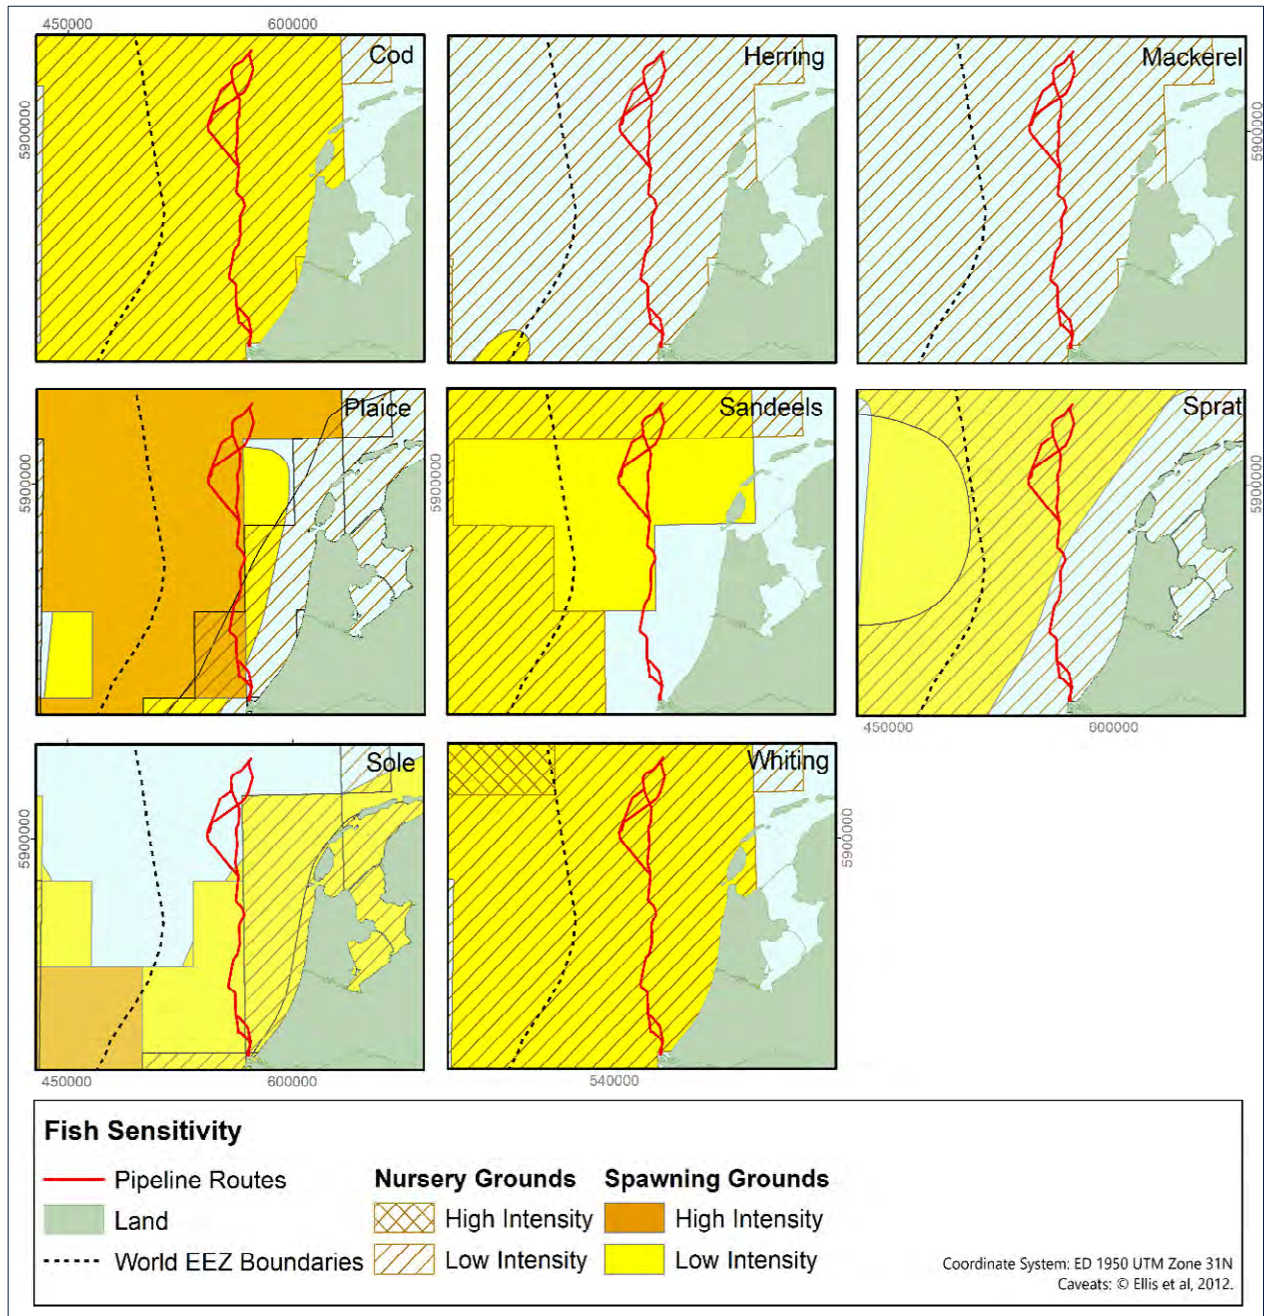 450000 600000
Cod
Herring
Mackerel
5900000
5900000
Plaice
Sandeels
Sprat
5900000
5900000
5900000
450000 600000
Sole
Whiting
5900000
5900000
450000 600000
540000
Fish Sensitivity
Pipeline Routes
Land
World EEZ Boundaries
Nursery Grounds
High Intensity
Low Intensity
Spawning Grounds
High Intensity
Low Intensity
Coordinate System: ED 1950 UTM Zone 31N
Caveats: © Ellis et al, 2012.